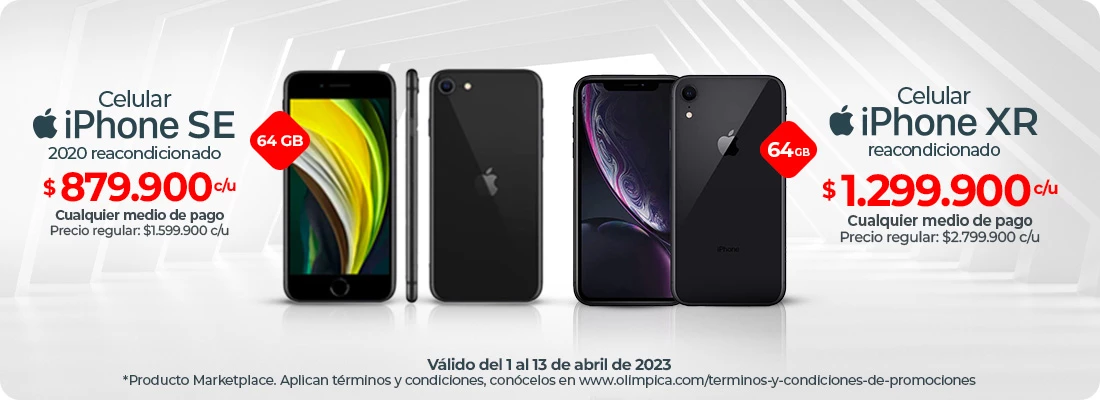 Celular
iPhone SE
2020 reacondicionado
$ 879.900 c/u
Cualquier medio de pago
Precio regular: $1.599.900 c/u
64 GB
64 GB
Celular
iPhone XR
reacondicionado
$ 1.299.900 c/u
Cualquier medio de pago
Precio regular: $2.799.900 c/u
iPhone
Válido del 1 al 13 de abril de 2023
*Producto Marketplace. Aplican términos y condiciones, conócelos en www.olimpica.com/terminos-y-condiciones-de-promociones